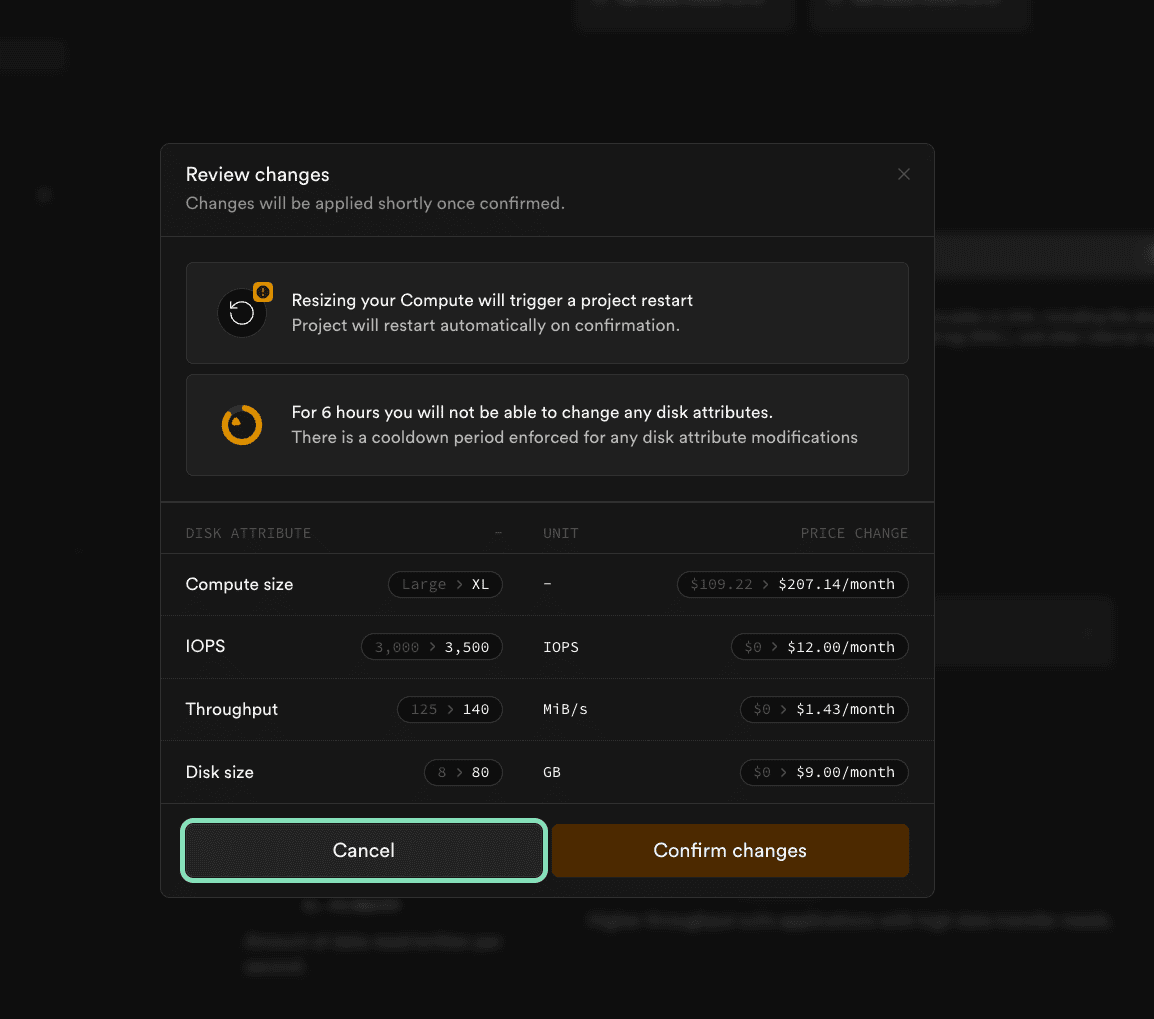 Review changes
Changes will be applied shortly once confirmed.
Resizing your Compute will trigger a project restart
Project will restart automatically on confirmation.
For 6 hours you will not be able to change any disk attributes.
There is a cooldown period enforced for any disk attribute modifications
DISK ATTRIBUTE – UNIT PRICE CHANGE
Compute size Large > XL – $109.22 > $207.14/month
IOPS 3,000 > 3,500 IOPS $0 > $12.00/month
Throughput 125 > 140 MiB/s $0 > $1.43/month
Disk size 8 > 80 GB $0 > $9.00/month
Cancel Confirm changes